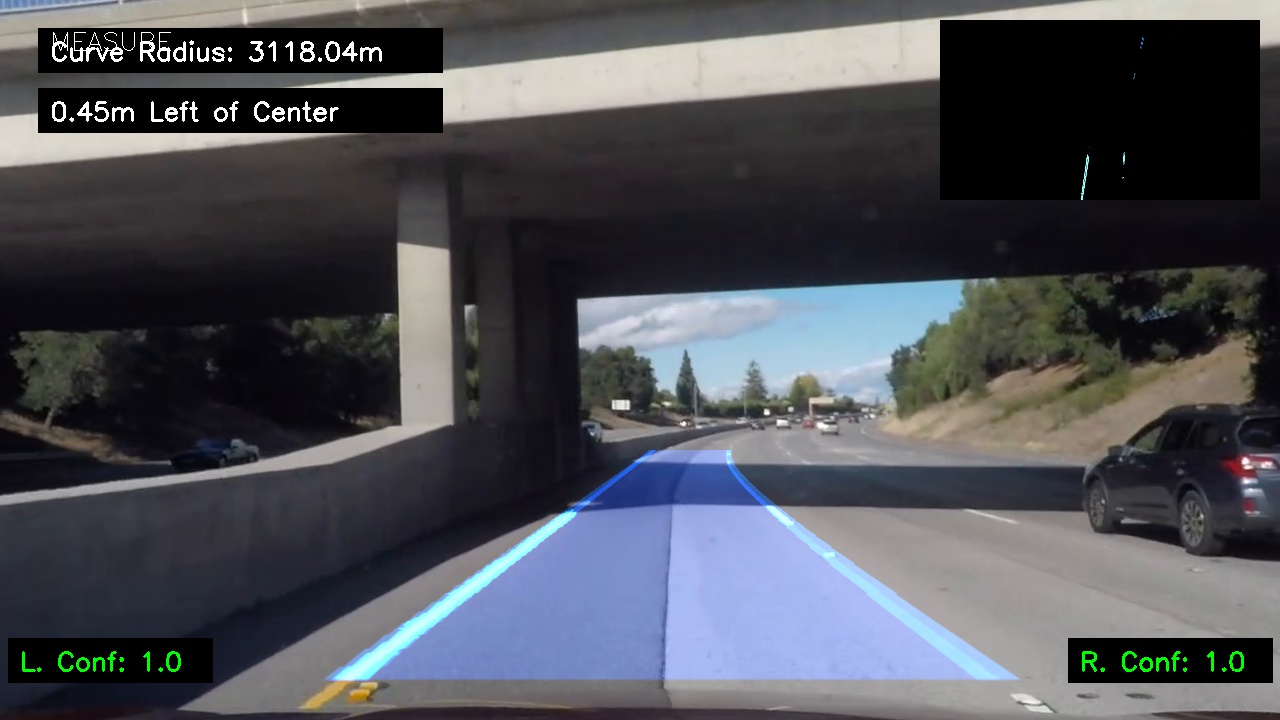 MEASURE
Curve Radius: 3118.04m
0.45m Left of Center
L. Conf: 1.0
R. Conf: 1.0